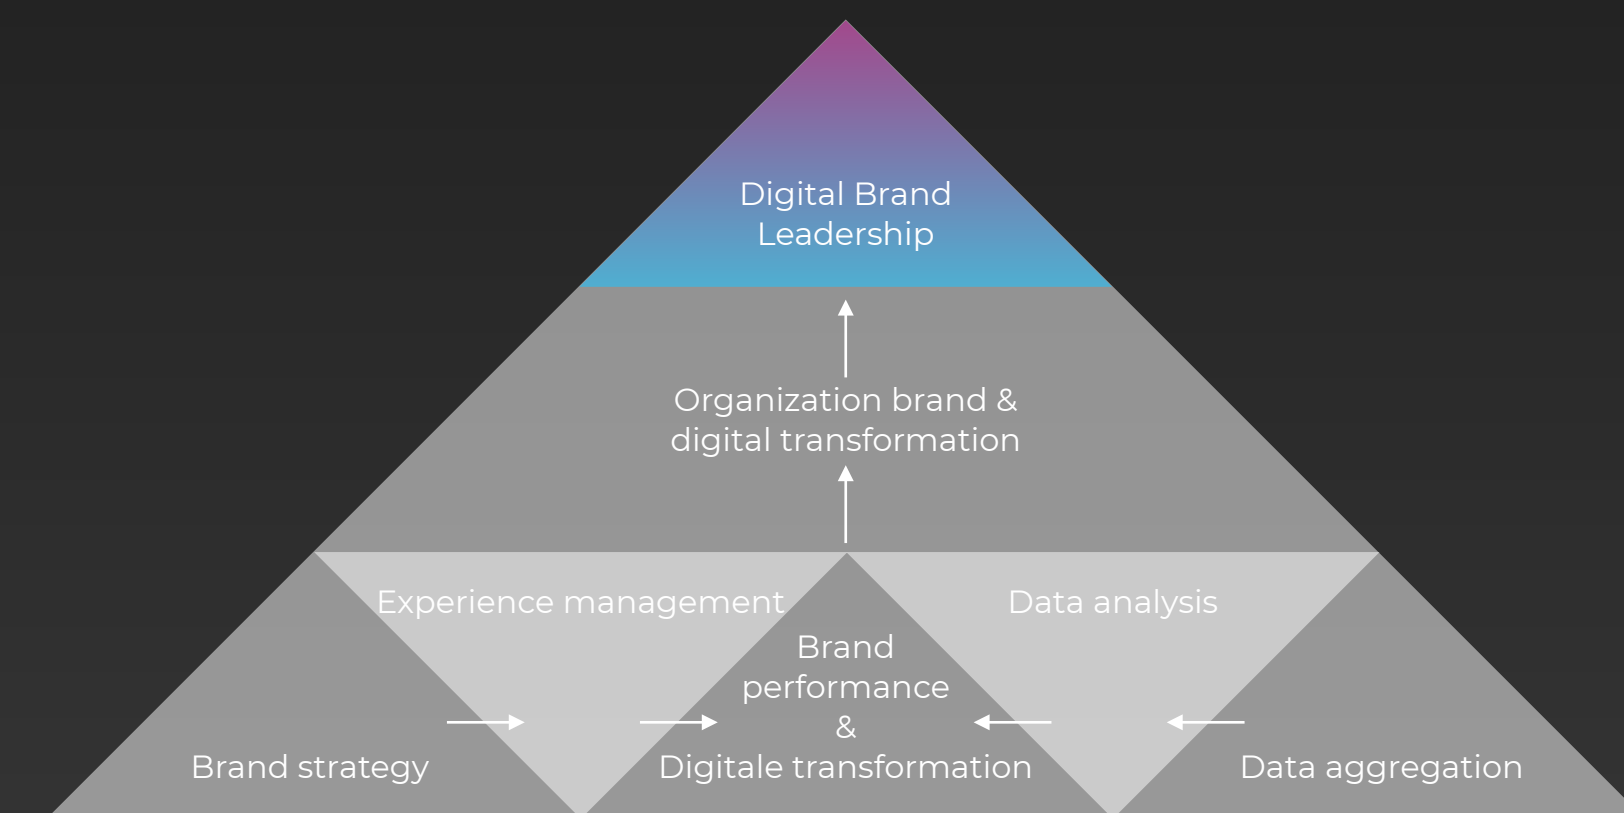 Digital Brand
Leadership
Organization brand &
digital transformation
Experience management
Data analysis
Brand
performance
&
Digitale transformation
Brand strategy
Data aggregation